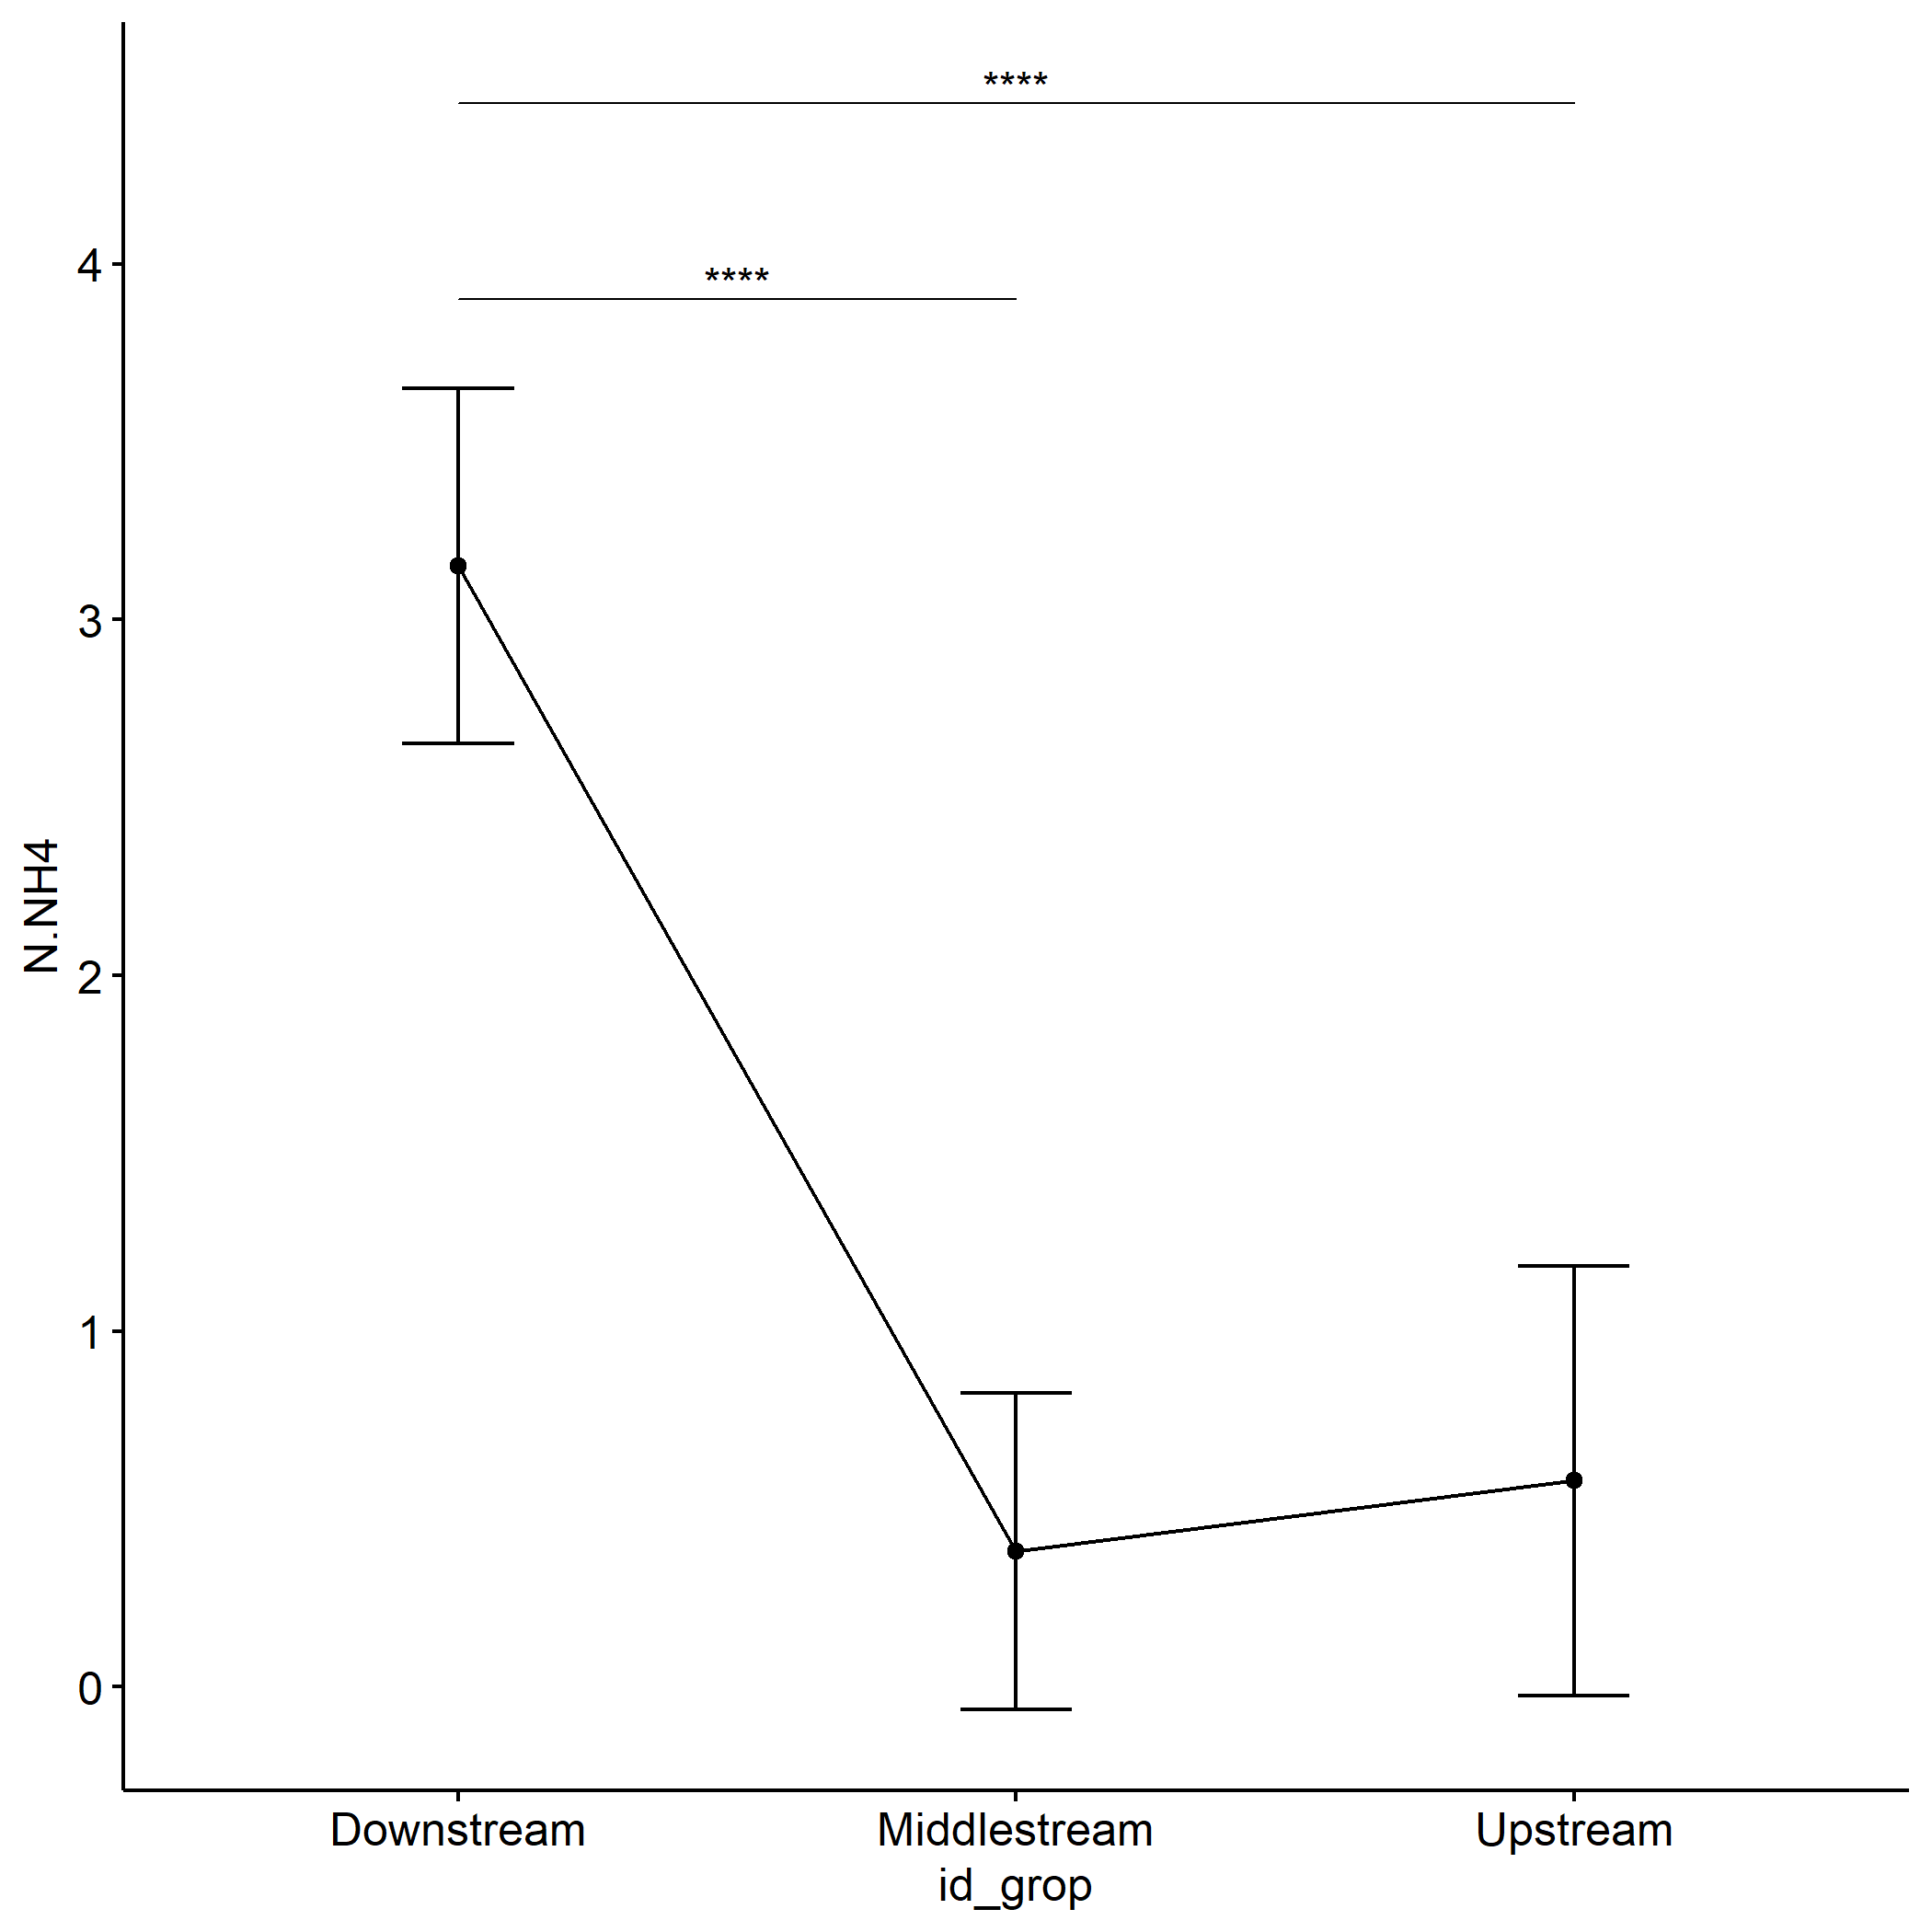 ****
****
4
3
2
1
0
N.NH4
Downstream Middlestream Upstream
id_grop